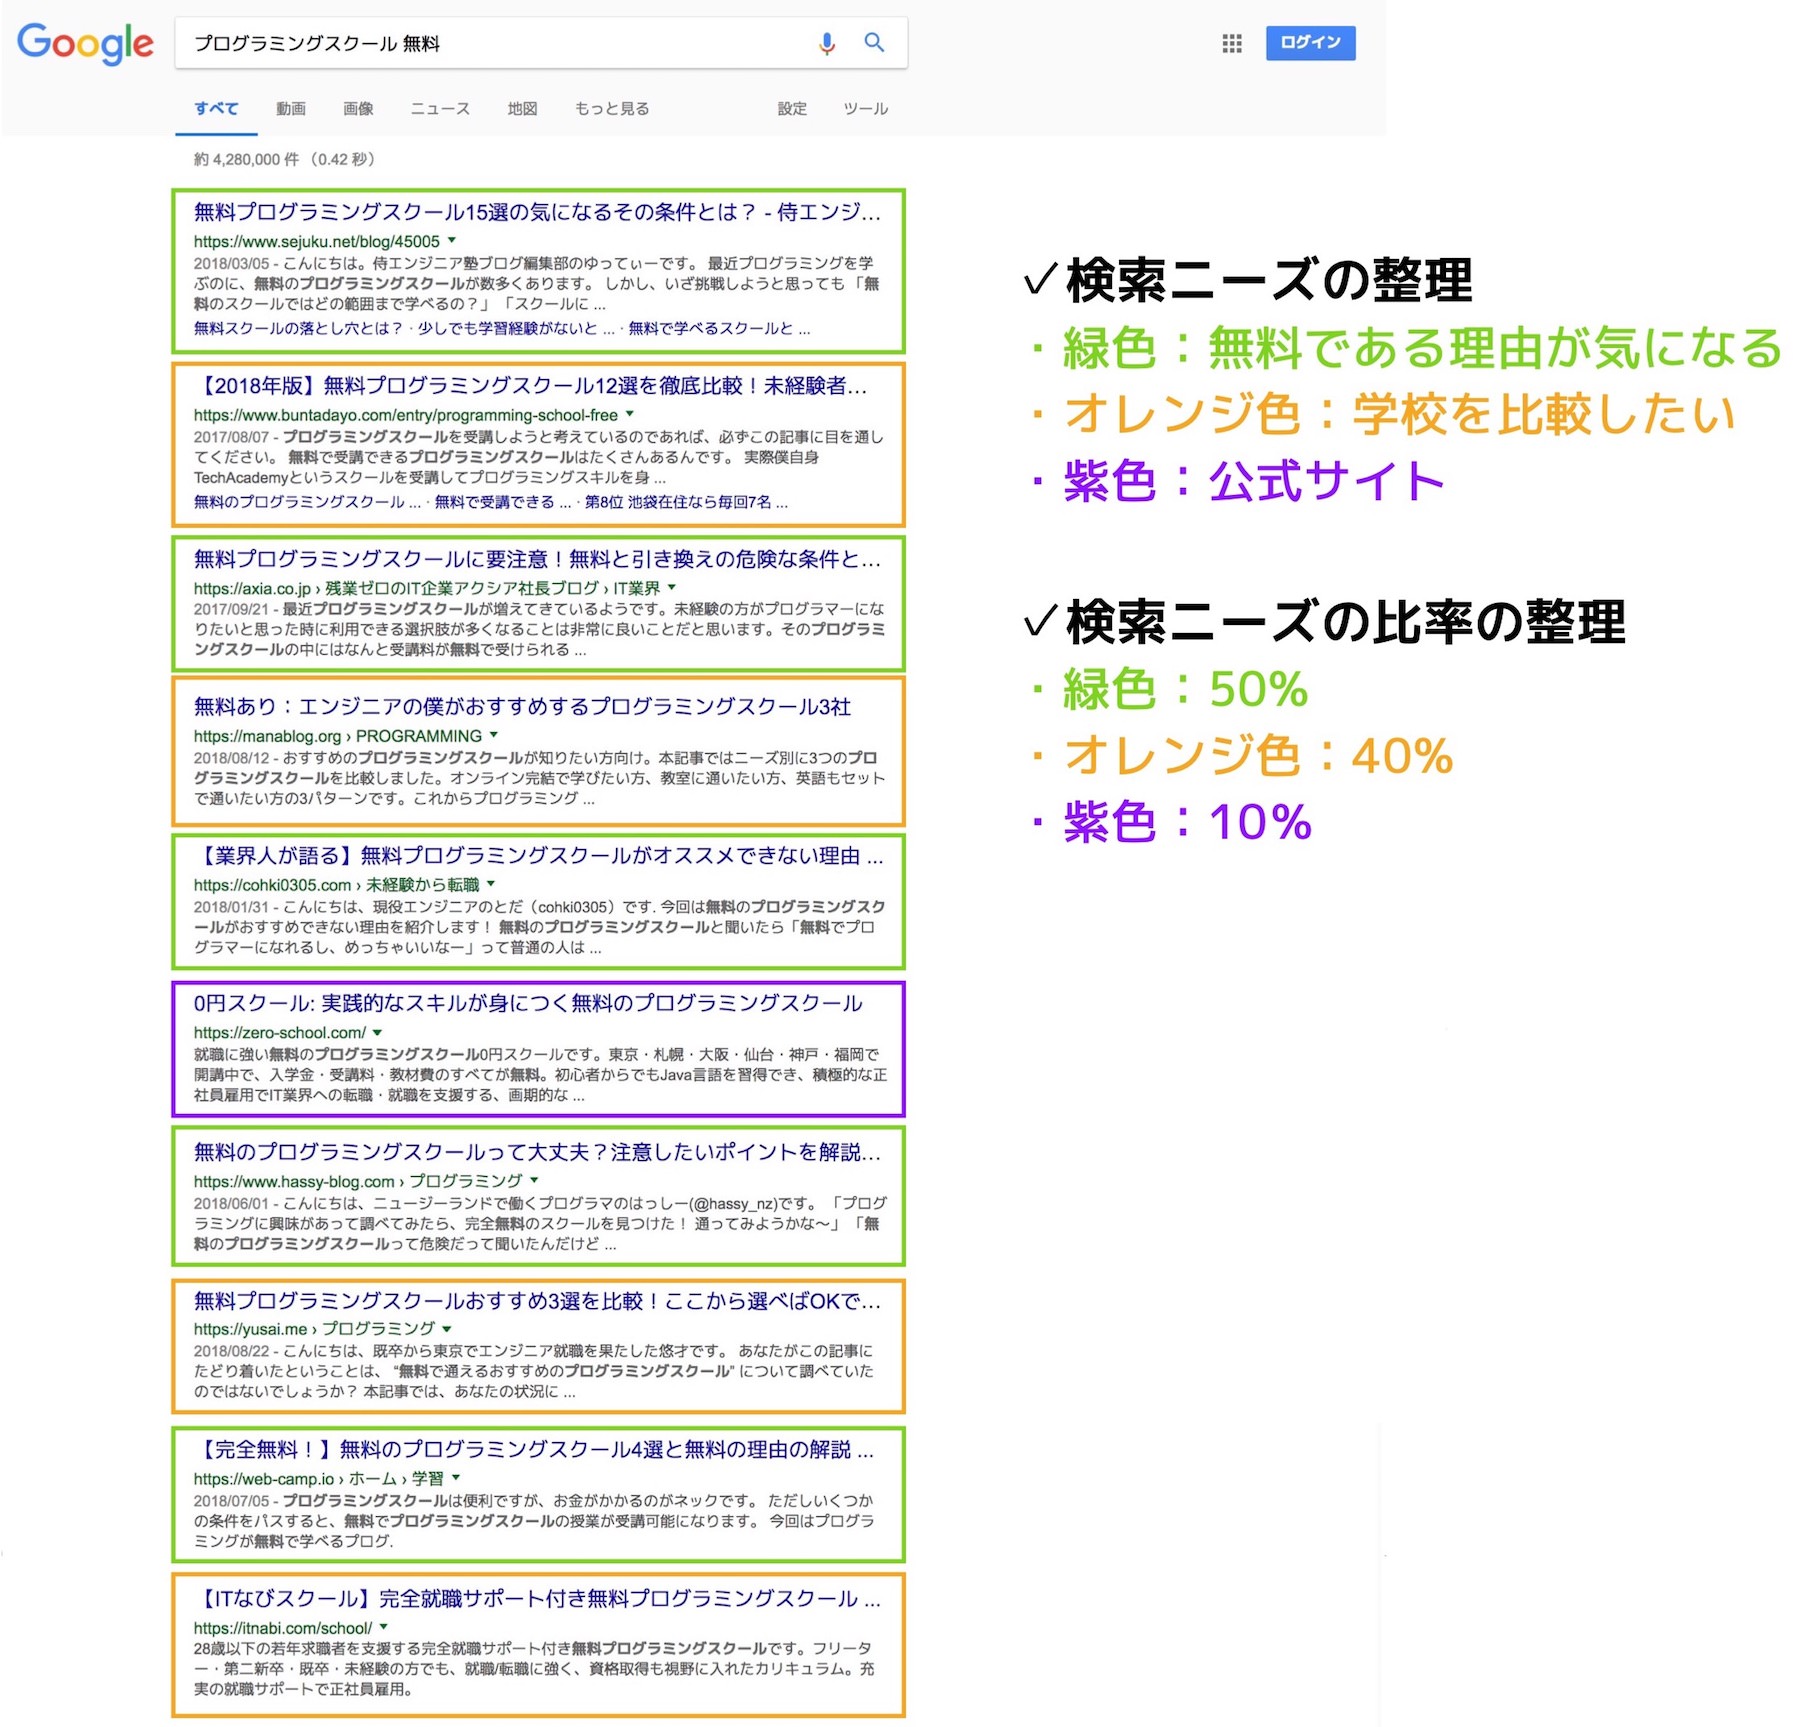 Google
プログラミングスクール 無料
ログイン
すべて 動画 画像 ニュース 地図 もっと見る 設定 ツール
約 4,280,000 件 （0.42 秒）
無料プログラミングスクール15選の気になるその条件とは？ - 侍エンジ...
https://www.sejuku.net/blog/45005
2018/03/05 - こんにちは。侍エンジニア塾ブログ編集部のゆってぃーです。 最近プログラミングを学
ぶのに、無料のプログラミングスクールが数多くあります。 しかし、いざ挑戦しようと思っても 「無
料のスクールではどの範囲まで学べるの？」 「スクールに ...
無料スクールの落とし穴とは？ · 少しでも学習経験がないと ... · 無料で学べるスクールと ...
【2018年版】無料プログラミングスクール12選を徹底比較！未経験者...
https://www.buntadayo.com/entry/programming-school-free
2017/08/07 - プログラミングスクールを受講しようと考えているのであれば、必ずこの記事に目を通し
てください。 無料で受講できるプログラミングスクールはたくさんあるんです。 実際僕自身
TechAcademyというスクールを受講してプログラミングスキルを身 ...
無料のプログラミングスクール ... · 無料で受講できる ... · 第8位 池袋在住なら毎回7名 ...
無料プログラミングスクールに要注意！無料と引き換えの危険な条件と...
https://axia.co.jp › 残業ゼロのIT企業アクシア社長ブログ › IT業界
2017/09/21 - 最近プログラミングスクールが増えてきているようです。未経験の方がプログラマーにな
りたいと思った時に利用できる選択肢が多くなることは非常に良いことだと思います。そのプログラミ
ングスクールの中にはなんと受講料が無料で受けられる ...
無料あり：エンジニアの僕がおすすめするプログラミングスクール3社
https://manablog.org › PROGRAMMING
2018/08/12 - おすすめのプログラミングスクールが知りたい方向け。本記事ではニーズ別に3つのプロ
グラミングスクールを比較しました。オンライン完結で学びたい方、教室に通いたい方、英語もセット
で通いたい方の3パターンです。これからプログラミング ...
【業界人が語る】無料プログラミングスクールがオススメできない理由 ...
https://cohki0305.com › 未経験から転職
2018/01/31 - こんにちは、現役エンジニアのとだ（cohki0305）です. 今回は無料のプログラミングスク
ールがおすすめできない理由を紹介します！ 無料のプログラミングスクールと聞いたら「無料でプロ
グラマーになれるし、めっちゃいいなー」って普通の人は ...
0円スクール: 実践的なスキルが身につく無料のプログラミングスクール
https://zero-school.com/
就職に強い無料のプログラミングスクール0円スクールです。東京・札幌・大阪・仙台・神戸・福岡で
開講中で、入学金・受講料・教材費のすべてが無料。初心者からでもJava言語を習得でき、積極的な正
社員雇用でIT業界への転職・就職を支援する、画期的な ...
無料のプログラミングスクールって大丈夫？注意したいポイントを解説...
https://www.hassy-blog.com › プログラミング
2018/06/01 - こんにちは、ニュージーランドで働くプログラマのはっしー(@hassy_nz)です。 「プログ
ラミングに興味があって調べてみたら、完全無料のスクールを見つけた！ 通ってみようかな〜」 「無
料のプログラミングスクールって危険だって聞いたんだけど ...
無料プログラミングスクールおすすめ3選を比較！ここから選べばOKで...
https://yusai.me › プログラミング
2018/08/22 - こんにちは、既卒から東京でエンジニア就職を果たした悠才です。 あなたがこの記事に
たどり着いたということは、 “無料で通えるおすすめのプログラミングスクール” について調べていた
のではないでしょうか？ 本記事では、あなたの状況に ...
【完全無料！】無料のプログラミングスクール4選と無料の理由の解説 ...
https://web-camp.io › ホーム › 学習
2018/07/05 - プログラミングスクールは便利ですが、お金がかかるのがネックです。 ただしいくつか
の条件をパスすると、無料でプログラミングスクールの授業が受講可能になります。 今回はプログラ
ミングが無料で学べるプログ.
【ITなびスクール】完全就職サポート付き無料プログラミングスクール ...
https://itnabi.com/school/
28歳以下の若年求職者を支援する完全就職サポート付き無料プログラミングスクールです。フリータ
ー・第二新卒・既卒・未経験の方でも、就職/転職に強く、資格取得も視野に入れたカリキュラム。充
実の就職サポートで正社員雇用。
✓検索ニーズの整理
・緑色：無料である理由が気になる
・オレンジ色：学校を比較したい
・紫色：公式サイト
✓検索ニーズの比率の整理
・緑色：50%
・オレンジ色：40%
・紫色：10%